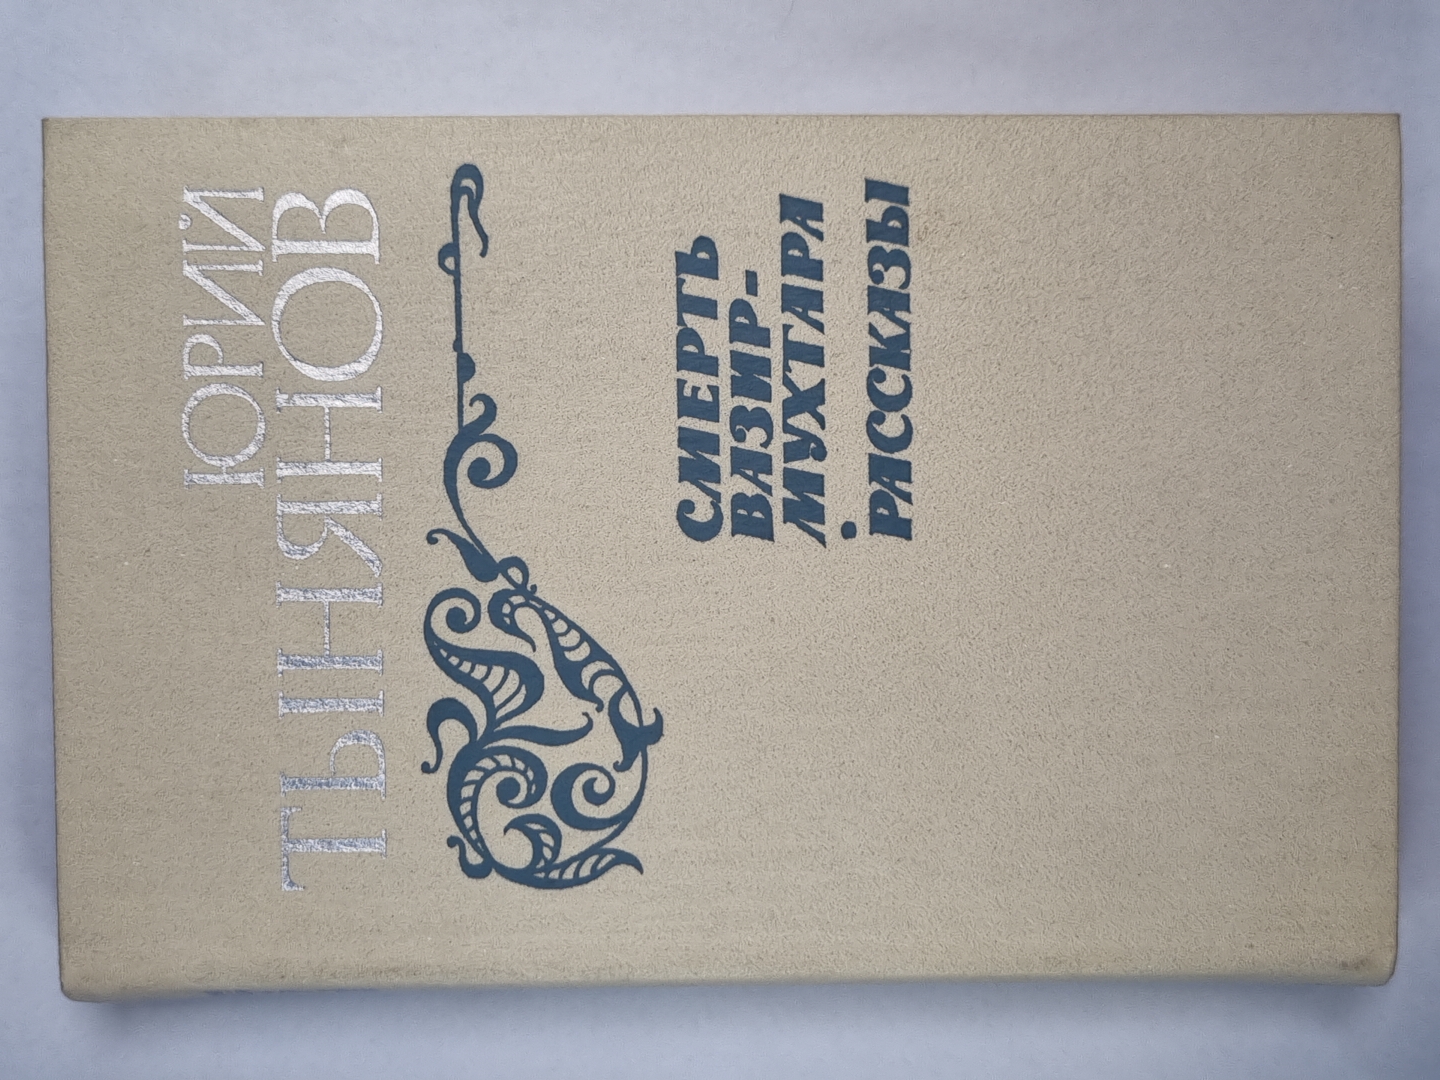 ЮРИЙ
ТЫНЯНОВ
СМЕРТЬ
ВАЗИР-
МУХТАРА
•
РАССКАЗЫ